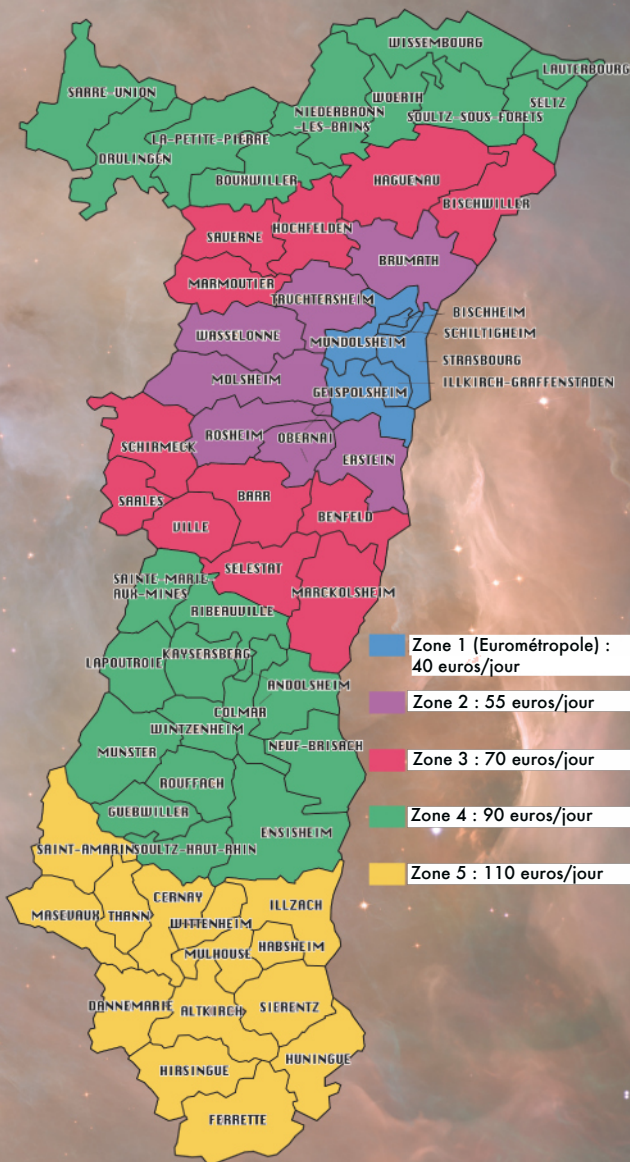 WISSEMBOURG
LAUTERBOURG
SARRE-UNION
WOERTH
SELTZ
NIEDERBRONN
-LES-BAINS
SOULTZ-SOUS-FORETS
LA-PETITE-PIERRE
DRULINGEN
BOUXWILLER
HAGUENAU
BISCHWILLER
HOCHFELDEN
SAVERNE
BRUMATH
MARMOUTIER
TRUCHTERSHEIM
BISCHHEIM
SCHILTIGHEIM
WASSELONNE
MUNDOLSHEIM
STRASBOURG
MOLSHEIM
ILLKIRCH-GRAFFENSTADEN
GEISPOLSHEIM
ROSHEIM
OBERNAI
SCHIRMECK
ERSTEIN
SAALES
BARR
BENFELD
VILLE
SELESTAT
SAINTE-MARIE-
AUX-MINES
MARCKOLSHEIM
RIBEAUVILLE
Zone 1 (Eurométropole) :
40 euros/jour
KAYSERSBERG
LAPOUTROIE
ANDOLSHEIM
Zone 2 : 55 euros/jour
COLMAR
WINTZENHEIM
NEUF-BRISACH
MUNSTER
Zone 3 : 70 euros/jour
ROUFFACH
GUEBWILLER
Zone 4 : 90 euros/jour
ENSISHEIM
SAINT-AMARIN
SOULTZ-HAUT-RHIN
Zone 5 : 110 euros/jour
CERNAY
ILLZACH
MASEVAUX
THANN
WITTENHEIM
HABSHEIM
MULHOUSE
DANNEMARIE
ALTKIRCH
SIERENTZ
HUNINGUE
HIRSINGUE
FERRETTE